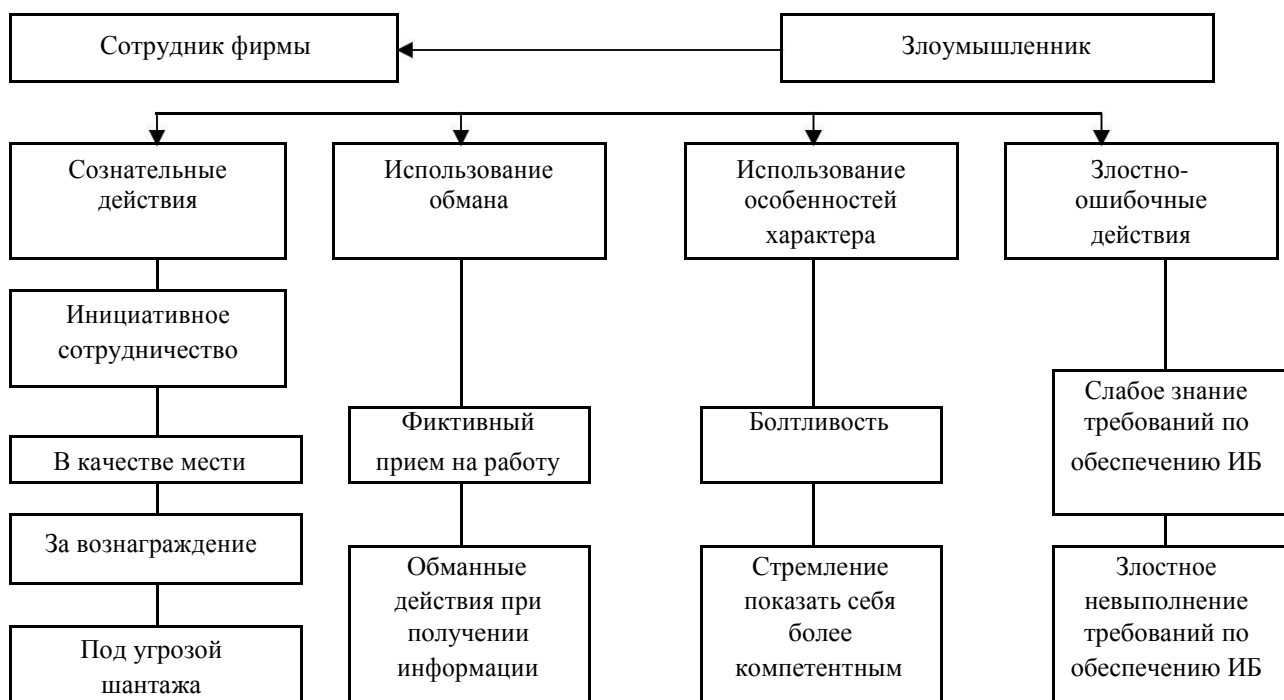 Сотрудник фирмы
Злоумышленник
Сознательные
действия
Использование
обмана
Использование
особенностей
характера
Злостно-
ошибочные
действия
Инициативное
сотрудничество
В качестве мести
За вознаграждение
Под угрозой
шантажа
Фиктивный
прием на работу
Обманные
действия при
получении
информации
Болтливость
Стремление
показать себя
более
компетентным
Слабое знание
требований по
обеспечению ИБ
Злостное
невыполнение
требований по
обеспечению ИБ